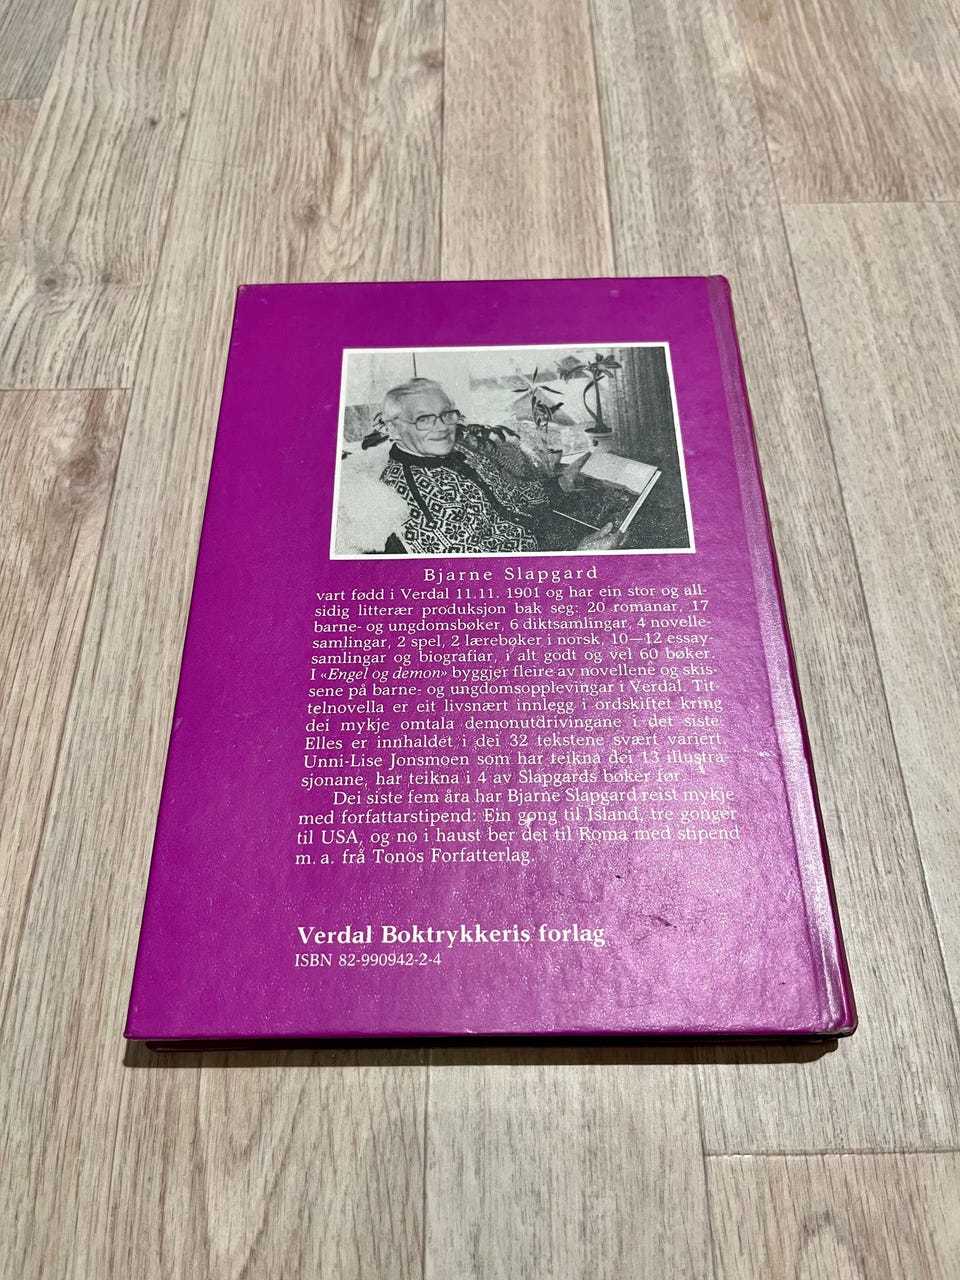 Bjarne Slapgard
vart fødd i Verdal 11.11. 1901 og har ein stor og all-
sidig litterær produksjon bak seg: 20 romanar, 17
barne- og ungdomsbøker, 6 diktsamlingar, 4 novelle-
samlingar, 2 spel, 2 lærebøker i norsk, 10—12 essay-
samlingar og biografiar, i alt godt og vel 60 bøker.
I «Engel og demon» byggjer fleire av novellene og skis-
sene på barne- og ungdomsopplevingar i Verdal. Tit-
telnovella er eit livsnært innlegg i ordskiftet kring
dei mykje omtala demonutdrivingane i det siste.
Elles er innhaldet i dei 32 tekstene svært variert.
Unni-Lise Jonsmoen som har teikna dei 13 illustra-
sjonane, har teikna i 4 av Slapgards bøker før.
Dei siste fem åra har Bjarne Slapgard reist mykje
med forfattarstipend: Ein gong til Island, tre gonger
til USA, og no i haust ber det til Roma med stipend
m. a. frå Tonos Forfatterlag.
Verdal Boktrykkeris forlag
ISBN 82-990942-2-4